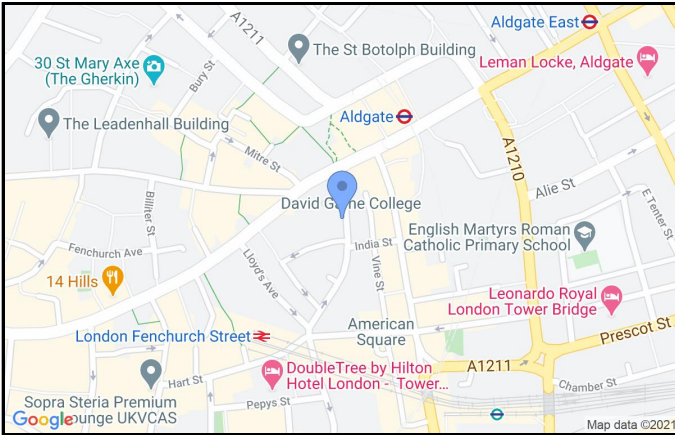 A1211
Aldgate East
The St Botolph Building
30 St Mary Axe
(The Gherkin)
Bury St
Leman Locke, Aldgate
The Leadenhall Building
Aldgate
Mitre St
A1210
Billiter St
David Game College
Alie St
E Tenter St
English Martyrs Roman
Catholic Primary School
India St
Vine St
Fenchurch Ave
Lloyd's Ave
14 Hills
Leonardo Royal
London Tower Bridge
London Fenchurch Street
American
Square
Prescot St
DoubleTree by Hilton
Hotel London - Tower...
A1211
Hart St
Chamber St
Sopra Steria Premium
Lounge UKVCAS
Pepys St
Google
Map data ©2021